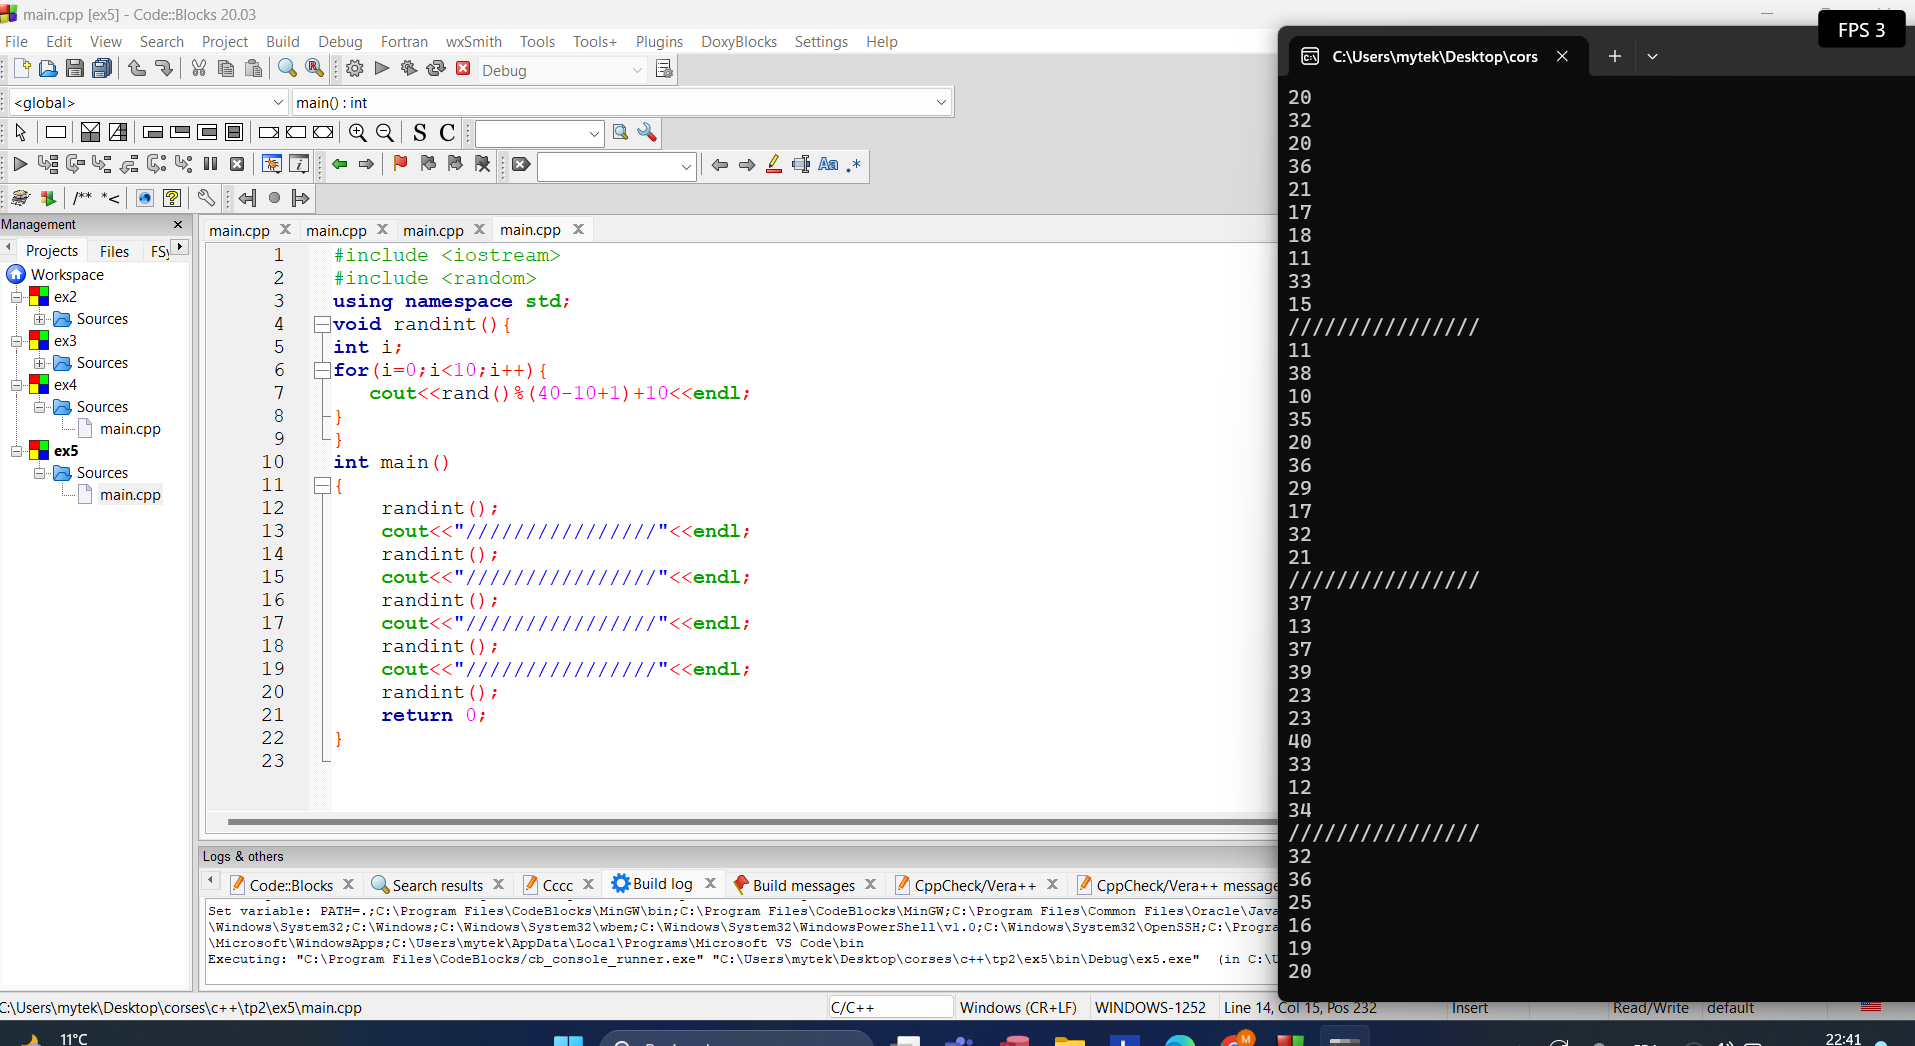 main.cpp [ex5] - Code::Blocks 20.03
FPS 3
File Edit View Search Project Build Debug Fortran wxSmith Tools Tools+ Plugins DoxyBlocks Settings Help
C:\Users\mytek\Desktop\cors
Debug
<global> main() : int
S C
Aa .*
/** *<
Management
Projects Files FSy
Workspace
ex2
Sources
ex3
Sources
ex4
Sources
main.cpp
ex5
Sources
main.cpp
main.cpp main.cpp main.cpp main.cpp
1 #include <iostream>
2 #include <random>
3 using namespace std;
4 void randint(){
5 int i;
6 for(i=0;i<10;i++){
7 cout<<rand()%(40-10+1)+10<<endl;
8 }
9 }
10 int main()
11 {
12 randint();
13 cout<<"////////////////"<<endl;
14 randint();
15 cout<<"////////////////"<<endl;
16 randint();
17 cout<<"////////////////"<<endl;
18 randint();
19 cout<<"////////////////"<<endl;
20 randint();
21 return 0;
22 }
23
20
32
20
36
21
17
18
11
33
15
////////////////
11
38
10
35
20
36
29
17
32
21
////////////////
37
13
37
39
23
23
40
33
12
34
////////////////
32
36
25
16
19
20
Logs & others
Code::Blocks Search results Cccc Build log Build messages CppCheck/Vera++ CppCheck/Vera++ message
Set variable: PATH=.;C:\Program Files\CodeBlocks\MinGW\bin;C:\Program Files\CodeBlocks\MinGW;C:\Program Files\Common Files\Oracle\Java
\Windows\System32;C:\Windows;C:\Windows\System32\wbem;C:\Windows\System32\WindowsPowerShell\v1.0;C:\Windows\System32\OpenSSH;C:\Progra
\Microsoft\WindowsApps;C:\Users\mytek\AppData\Local\Programs\Microsoft VS Code\bin
Executing: "C:\Program Files\CodeBlocks/cb_console_runner.exe" "C:\Users\mytek\Desktop\corses\c++\tp2\ex5\bin\Debug\ex5.exe" (in C:\U
C:\Users\mytek\Desktop\corses\c++\tp2\ex5\main.cpp C/C++ Windows (CR+LF) WINDOWS-1252 Line 14, Col 15, Pos 232 Insert Read/Write default
11°C
22:41